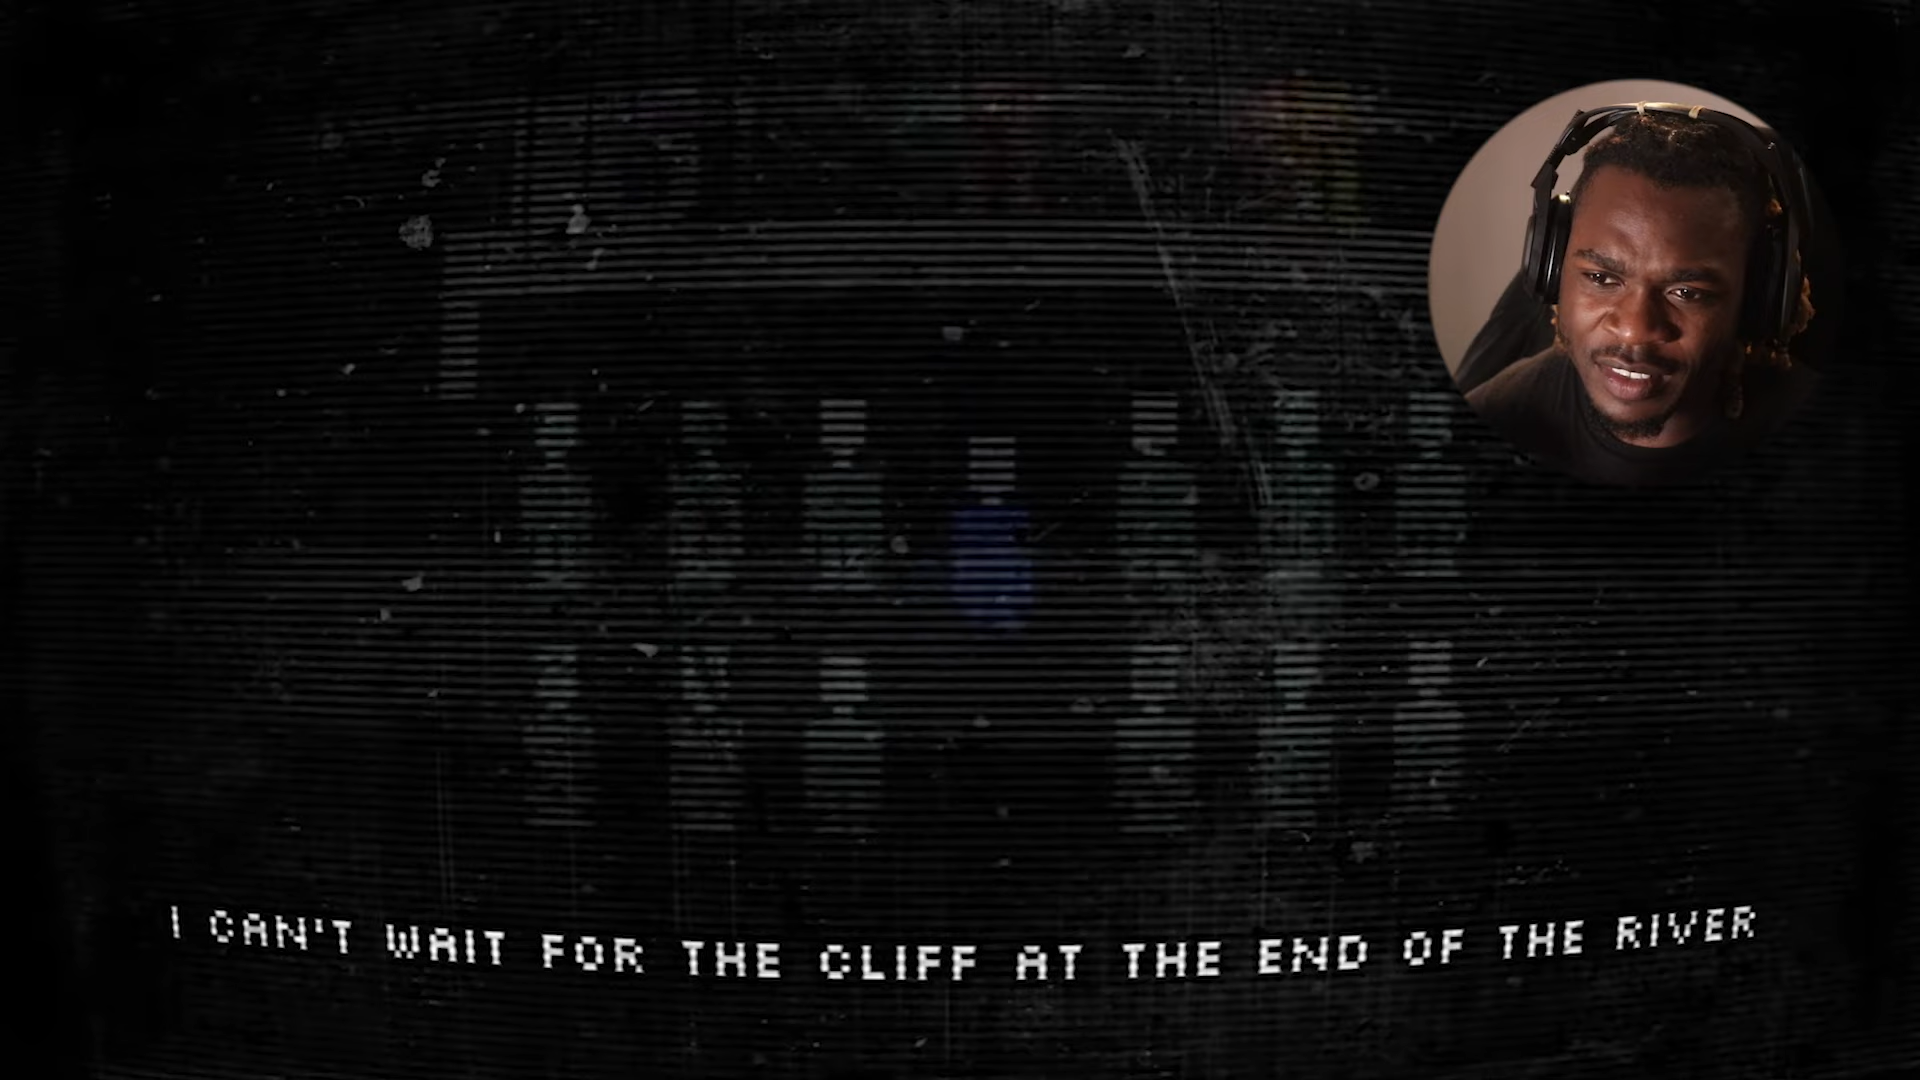 I CAN'T WAIT FOR THE CLIFF AT THE END OF THE RIVER